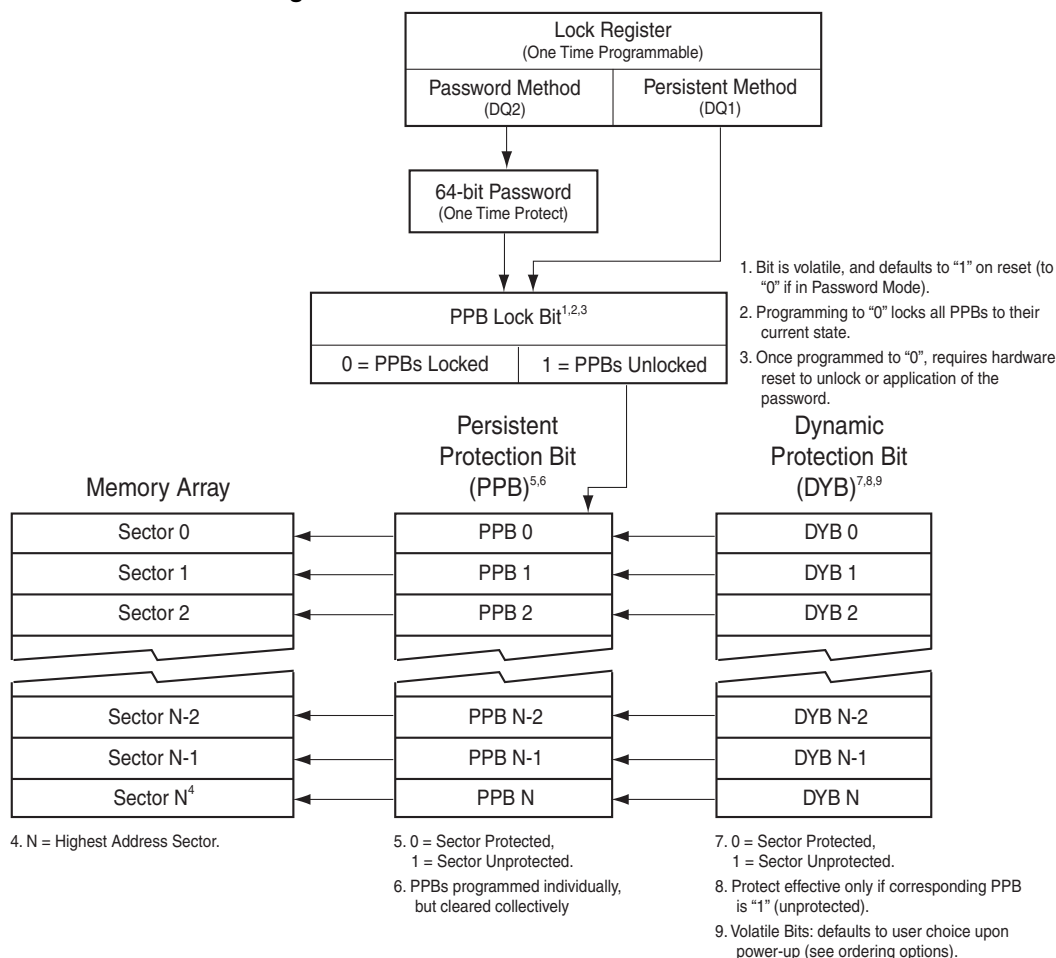 Lock Register
(One Time Programmable)
Password Method
(DQ2)
Persistent Method
(DQ1)
64-bit Password
(One Time Protect)
1. Bit is volatile, and defaults to “1” on reset (to
“0” if in Password Mode).
2. Programming to “0” locks all PPBs to their
current state.
3. Once programmed to “0”, requires hardware
reset to unlock or application of the
password.
PPB Lock Bit1,2,3
0 = PPBs Locked
1 = PPBs Unlocked
Memory Array
Persistent
Protection Bit
(PPB)5,6
Dynamic
Protection Bit
(DYB)7,8,9
Sector 0
PPB 0
DYB 0
Sector 1
PPB 1
DYB 1
Sector 2
PPB 2
DYB 2
Sector N-2
PPB N-2
DYB N-2
Sector N-1
PPB N-1
DYB N-1
Sector N4
PPB N
DYB N
4. N = Highest Address Sector.
5. 0 = Sector Protected,
1 = Sector Unprotected.
6. PPBs programmed individually,
but cleared collectively
7. 0 = Sector Protected,
1 = Sector Unprotected.
8. Protect effective only if corresponding PPB
is “1” (unprotected).
9. Volatile Bits: defaults to user choice upon
power-up (see ordering options).